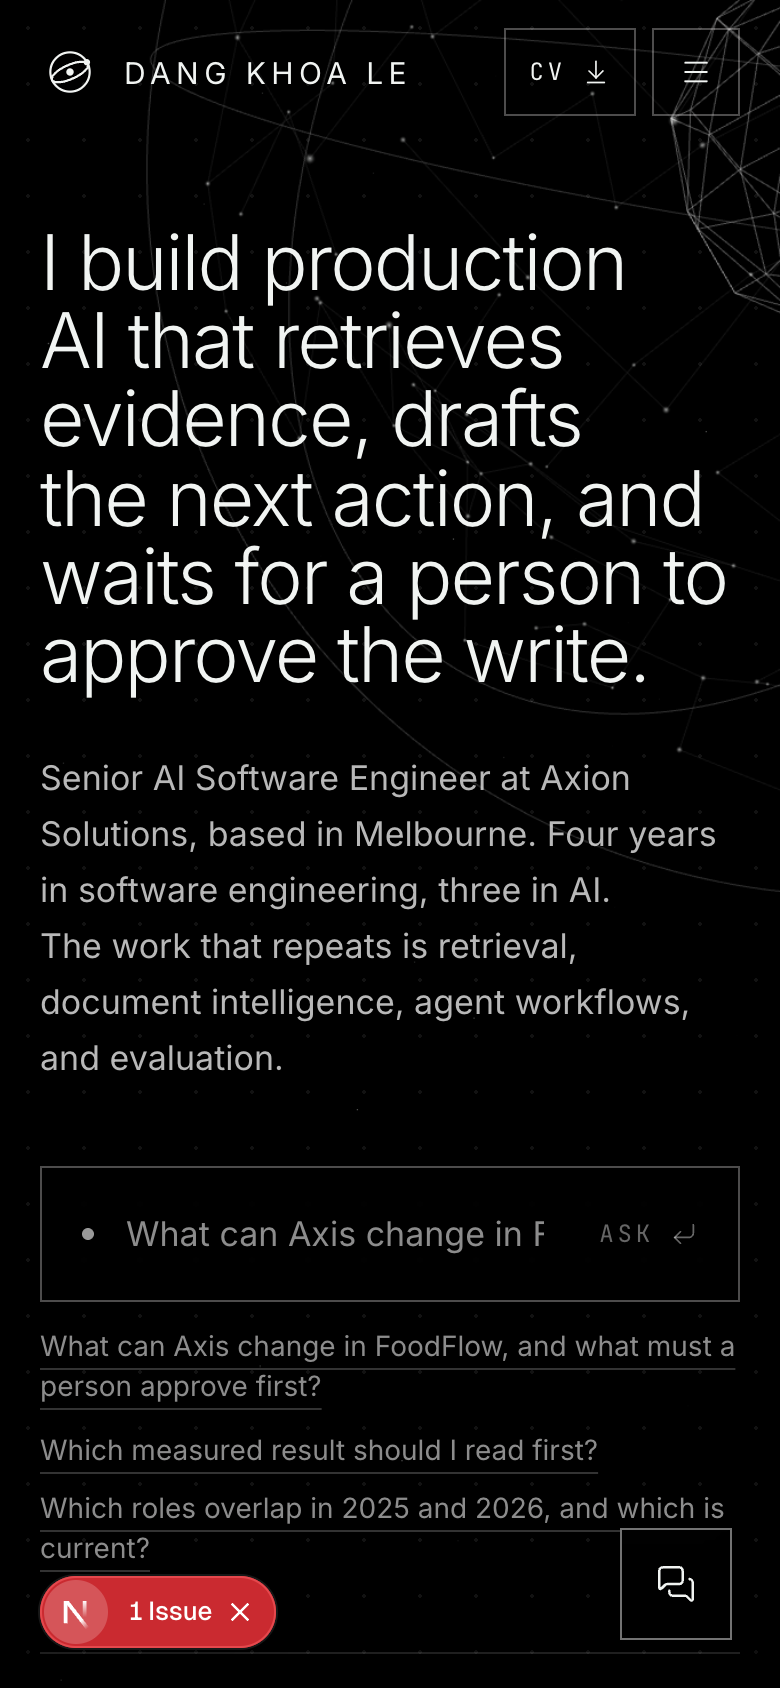 DANG KHOA LE
CV
I build production
AI that retrieves
evidence, drafts
the next action, and
waits for a person to
approve the write.
Senior AI Software Engineer at Axion
Solutions, based in Melbourne. Four years
in software engineering, three in AI.
The work that repeats is retrieval,
document intelligence, agent workflows,
and evaluation.
What can Axis change in F
ASK
What can Axis change in FoodFlow, and what must a
person approve first?
Which measured result should I read first?
Which roles overlap in 2025 and 2026, and which is
current?
N 1 Issue